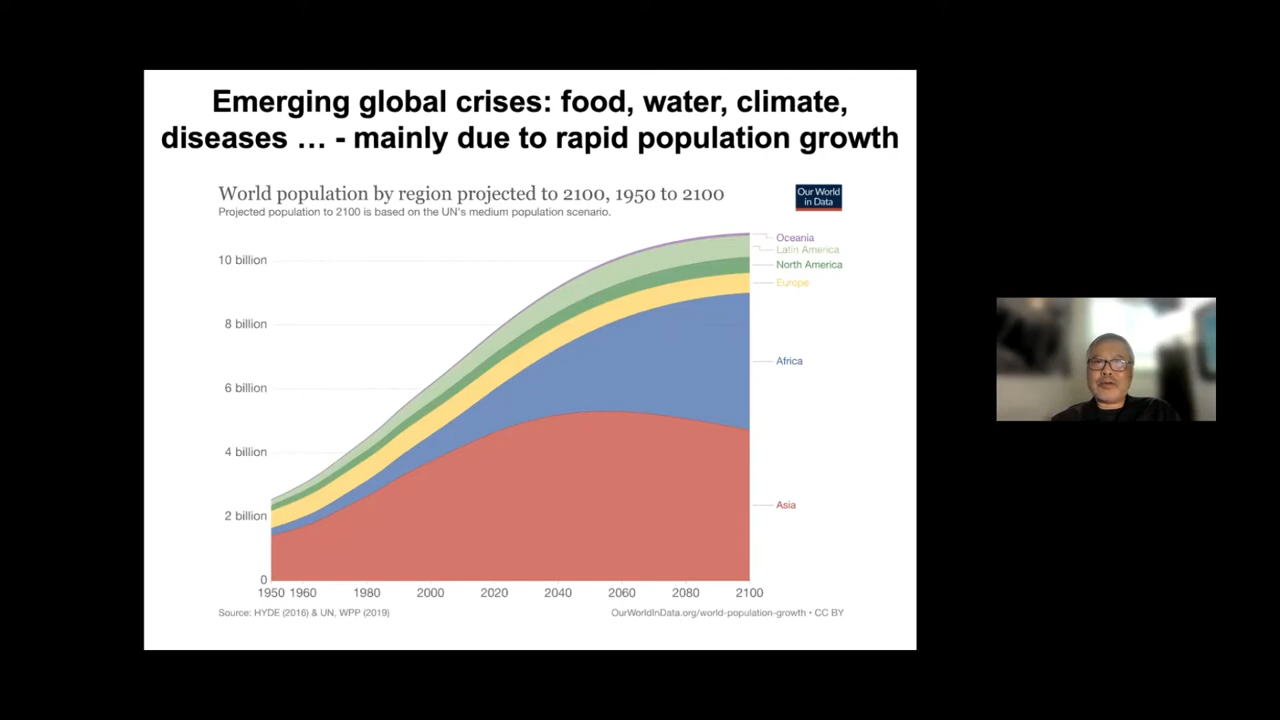 Emerging global crises: food, water, climate,
diseases … - mainly due to rapid population growth
World population by region projected to 2100, 1950 to 2100
Projected population to 2100 is based on the UN's medium population scenario.
Our World
in Data
Oceania
Latin America
North America
Europe
Africa
Asia
10 billion
8 billion
6 billion
4 billion
2 billion
0
1950 1960 1980 2000 2020 2040 2060 2080 2100
Source: HYDE (2016) & UN, WPP (2019)
OurWorldInData.org/world-population-growth • CC BY